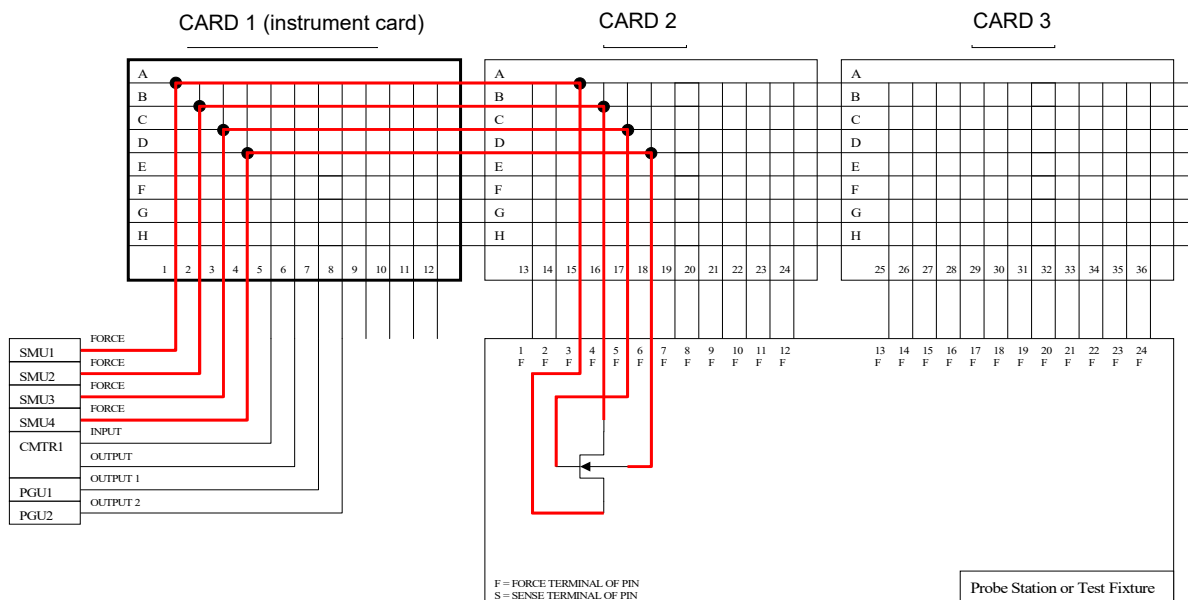 CARD 1 (instrument card)
CARD 2
CARD 3
A
B
C
D
E
F
G
H
1 2 3 4 5 6 7 8 9 10 11 12
A
B
C
D
E
F
G
H
13 14 15 16 17 18 19 20 21 22 23 24
A
B
C
D
E
F
G
H
25 26 27 28 29 30 31 32 33 34 35 36
SMU1 FORCE
SMU2 FORCE
SMU3 FORCE
SMU4 FORCE
CMTR1 INPUT
OUTPUT
PGU1 OUTPUT 1
PGU2 OUTPUT 2
1 2 3 4 5 6 7 8 9 10 11 12
F F F F F F F F F F F F
13 14 15 16 17 18 19 20 21 22 23 24
F F F F F F F F F F F F
F = FORCE TERMINAL OF PIN
S = SENSE TERMINAL OF PIN
Probe Station or Test Fixture